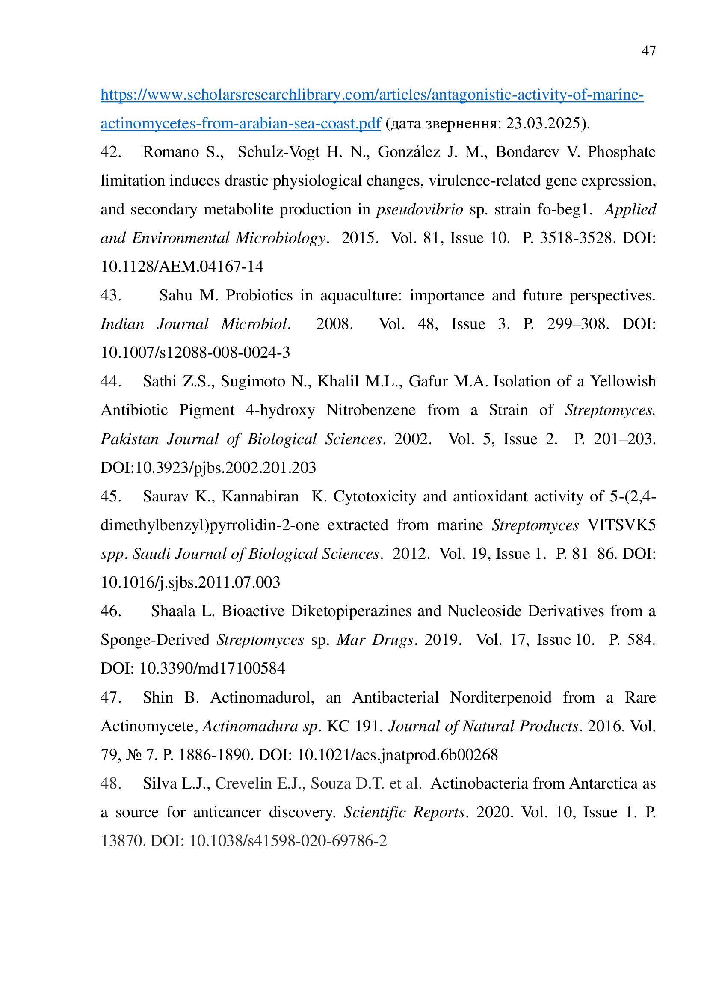 47
https://www.scholarsresearchlibrary.com/articles/antagonistic-activity-of-marine-
actinomycetes-from-arabian-sea-coast.pdf (дата звернення: 23.03.2025).
42. Romano S., Schulz-Vogt H. N., González J. M., Bondarev V. Phosphate
limitation induces drastic physiological changes, virulence-related gene expression,
and secondary metabolite production in pseudovibrio sp. strain fo-beg1. Applied
and Environmental Microbiology. 2015. Vol. 81, Issue 10. P. 3518-3528. DOI:
10.1128/AEM.04167-14
43. Sahu M. Probiotics in aquaculture: importance and future perspectives.
Indian Journal Microbiol. 2008. Vol. 48, Issue 3. P. 299–308. DOI:
10.1007/s12088-008-0024-3
44. Sathi Z.S., Sugimoto N., Khalil M.L., Gafur M.A. Isolation of a Yellowish
Antibiotic Pigment 4-hydroxy Nitrobenzene from a Strain of Streptomyces.
Pakistan Journal of Biological Sciences. 2002. Vol. 5, Issue 2. P. 201–203.
DOI:10.3923/pjbs.2002.201.203
45. Saurav K., Kannabiran K. Cytotoxicity and antioxidant activity of 5-(2,4-
dimethylbenzyl)pyrrolidin-2-one extracted from marine Streptomyces VITSVK5
spp. Saudi Journal of Biological Sciences. 2012. Vol. 19, Issue 1. P. 81–86. DOI:
10.1016/j.sjbs.2011.07.003
46. Shaala L. Bioactive Diketopiperazines and Nucleoside Derivatives from a
Sponge-Derived Streptomyces sp. Mar Drugs. 2019. Vol. 17, Issue 10. P. 584.
DOI: 10.3390/md17100584
47. Shin B. Actinomadurol, an Antibacterial Norditerpenoid from a Rare
Actinomycete, Actinomadura sp. KC 191. Journal of Natural Products. 2016. Vol.
79, № 7. P. 1886-1890. DOI: 10.1021/acs.jnatprod.6b00268
48. Silva L.J., Crevelin E.J., Souza D.T. et al. Actinobacteria from Antarctica as
a source for anticancer discovery. Scientific Reports. 2020. Vol. 10, Issue 1. P.
13870. DOI: 10.1038/s41598-020-69786-2